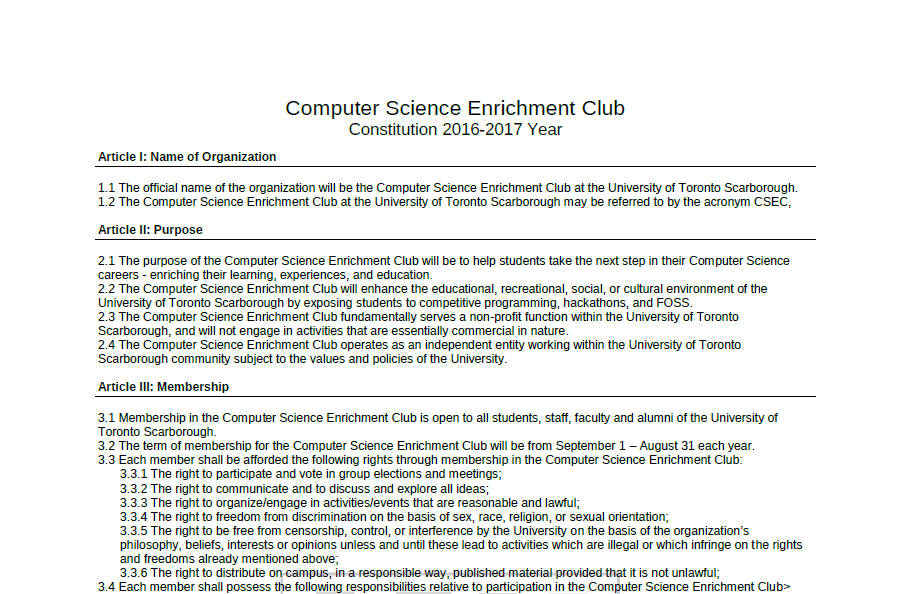 Computer Science Enrichment Club
Constitution 2016-2017 Year
Article I: Name of Organization
1.1 The official name of the organization will be the Computer Science Enrichment Club at the University of Toronto Scarborough.
1.2 The Computer Science Enrichment Club at the University of Toronto Scarborough may be referred to by the acronym CSEC,
Article II: Purpose
2.1 The purpose of the Computer Science Enrichment Club will be to help students take the next step in their Computer Science
careers - enriching their learning, experiences, and education.
2.2 The Computer Science Enrichment Club will enhance the educational, recreational, social, or cultural environment of the
University of Toronto Scarborough by exposing students to competitive programming, hackathons, and FOSS.
2.3 The Computer Science Enrichment Club fundamentally serves a non-profit function within the University of Toronto
Scarborough, and will not engage in activities that are essentially commercial in nature.
2.4 The Computer Science Enrichment Club operates as an independent entity working within the University of Toronto
Scarborough community subject to the values and policies of the University.
Article III: Membership
3.1 Membership in the Computer Science Enrichment Club is open to all students, staff, faculty and alumni of the University of
Toronto Scarborough.
3.2 The term of membership for the Computer Science Enrichment Club will be from September 1 – August 31 each year.
3.3 Each member shall be afforded the following rights through membership in the Computer Science Enrichment Club:
3.3.1 The right to participate and vote in group elections and meetings;
3.3.2 The right to communicate and to discuss and explore all ideas;
3.3.3 The right to organize/engage in activities/events that are reasonable and lawful;
3.3.4 The right to freedom from discrimination on the basis of sex, race, religion, or sexual orientation;
3.3.5 The right to be free from censorship, control, or interference by the University on the basis of the organization's
philosophy, beliefs, interests or opinions unless and until these lead to activities which are illegal or which infringe on the rights
and freedoms already mentioned above;
3.3.6 The right to distribute on campus, in a responsible way, published material provided that it is not unlawful;
3.4 Each member shall possess the following responsibilities relative to participation in the Computer Science Enrichment Club>